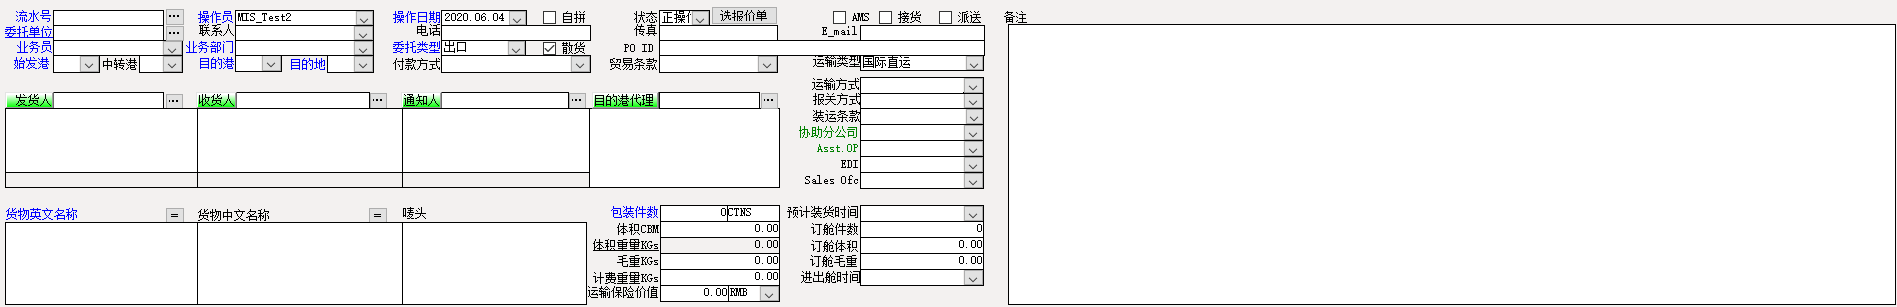 流水号 ... 操作员 MIS_Test2 操作日期 2020.06.04 自拼 状态 正操作 选报价单 AMS 接货 派送 备注
委托单位 ... 联系人 电话 传真 E_mail
业务员 业务部门 委托类型 出口 散货 PO ID
始发港 中转港 目的港 目的地 付款方式 贸易条款 运输类型 国际直运
运输方式
发货人 ... 收货人 ... 通知人 ... 目的港代理 ... 报关方式
装运条款
协助分公司
Asst.OP
EDI
Sales Ofc
货物英文名称 = 货物中文名称 = 唛头 包装件数 0 CTNS 预计装货时间
体积CBM 0.00 订舱件数 0
体积重量KGs 0.00 订舱体积 0.00
毛重KGs 0.00 订舱毛重 0.00
计费重量KGs 0.00 进出舱时间
运输保险价值 0.00 RMB